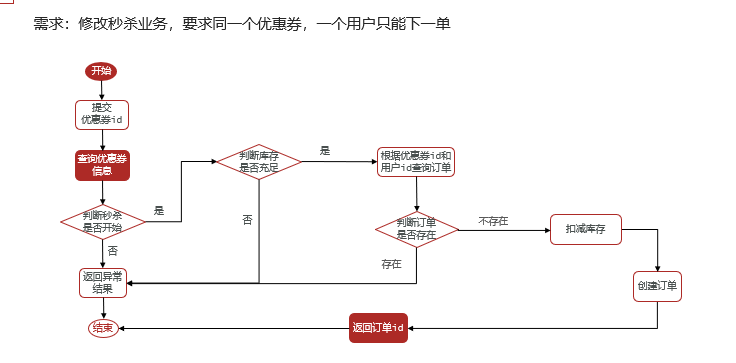 需求：修改秒杀业务，要求同一个优惠券，一个用户只能下一单
开始
提交
优惠券id
查询优惠券
信息
判断秒杀
是否开始
是
否
判断库存
是否充足
是
否
根据优惠券id和
用户id查询订单
判断订单
是否存在
不存在
存在
扣减库存
创建订单
返回异常
结果
返回订单id
结束